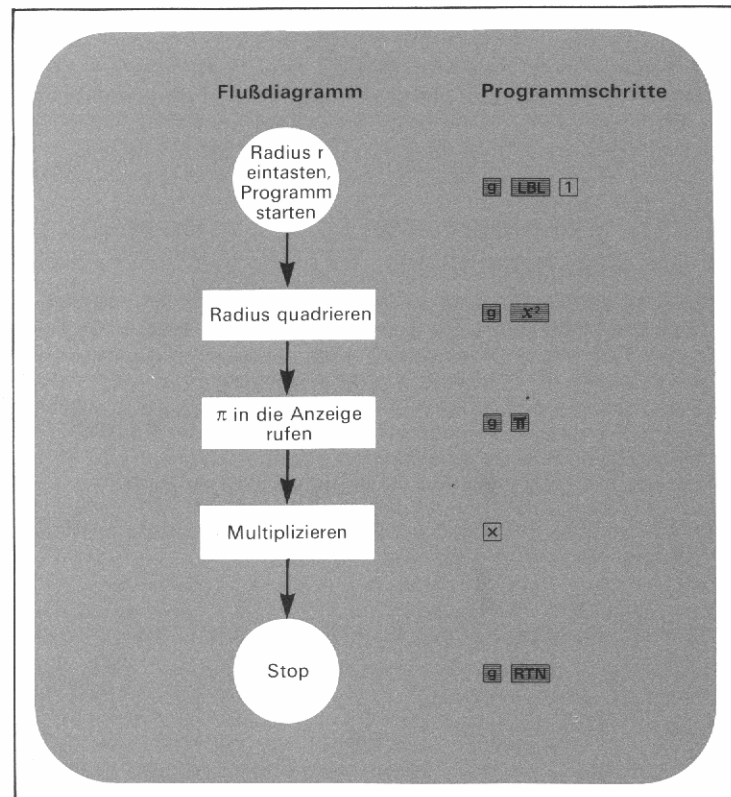 Flußdiagramm Programmschritte
Radius r
eintasten,
Programm
starten
g LBL 1
Radius quadrieren
g x²
π in die Anzeige
rufen
g π
Multiplizieren
×
Stop
g RTN